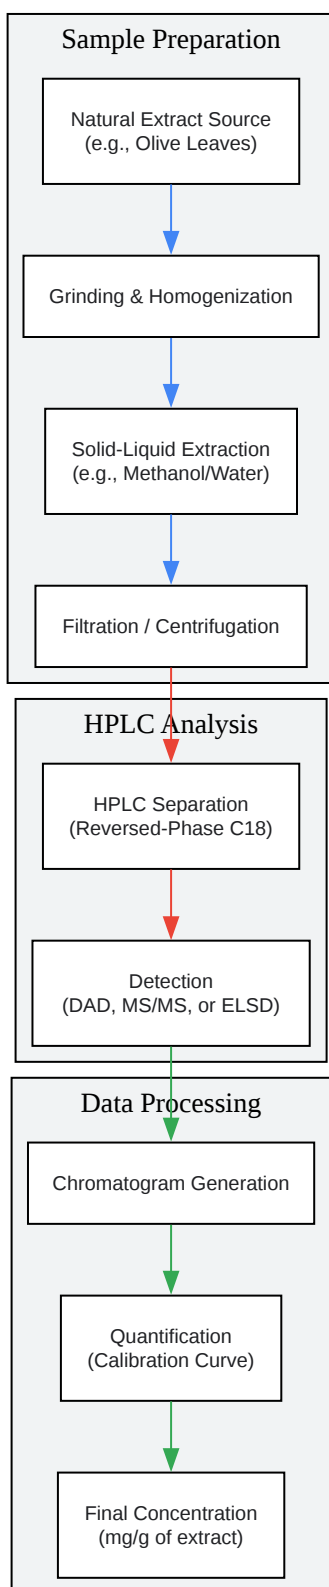 Sample Preparation
Natural Extract Source
(e.g., Olive Leaves)
Grinding & Homogenization
Solid-Liquid Extraction
(e.g., Methanol/Water)
Filtration / Centrifugation
HPLC Analysis
HPLC Separation
(Reversed-Phase C18)
Detection
(DAD, MS/MS, or ELSD)
Data Processing
Chromatogram Generation
Quantification
(Calibration Curve)
Final Concentration
(mg/g of extract)